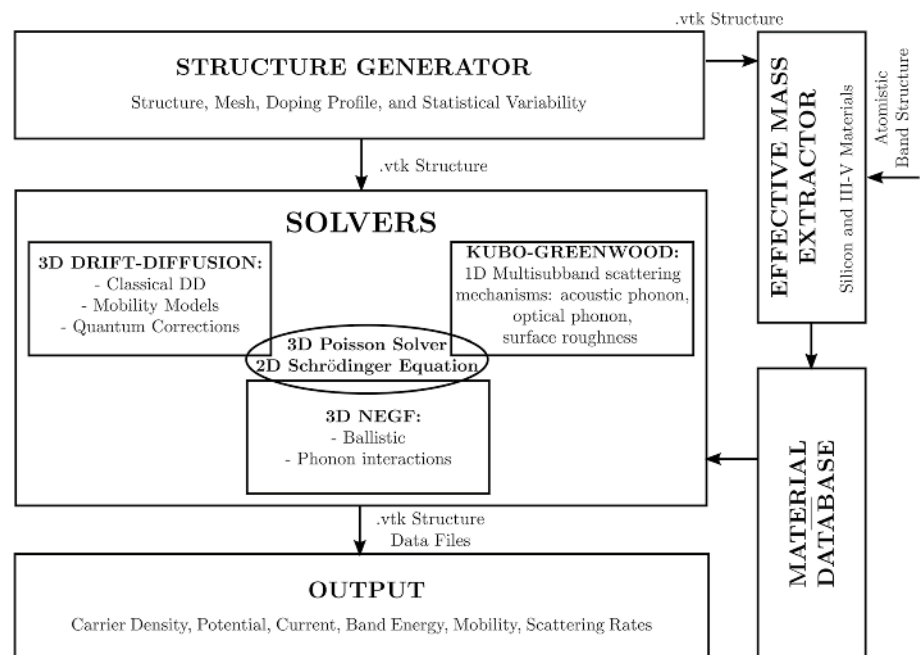 .vtk Structure
STRUCTURE GENERATOR
Structure, Mesh, Doping Profile, and Statistical Variability
.vtk Structure
EFFECTIVE MASS
EXTRACTOR
Silicon and III-V Materials
Atomistic
Band Structure
SOLVERS
3D DRIFT-DIFFUSION:
- Classical DD
- Mobility Models
- Quantum Corrections
KUBO-GREENWOOD:
1D Multisubband scattering
mechanisms: acoustic phonon,
optical phonon,
surface roughness
3D Poisson Solver
2D Schrödinger Equation
3D NEGF:
- Ballistic
- Phonon interactions
MATERIAL
DATABASE
.vtk Structure
Data Files
OUTPUT
Carrier Density, Potential, Current, Band Energy, Mobility, Scattering Rates